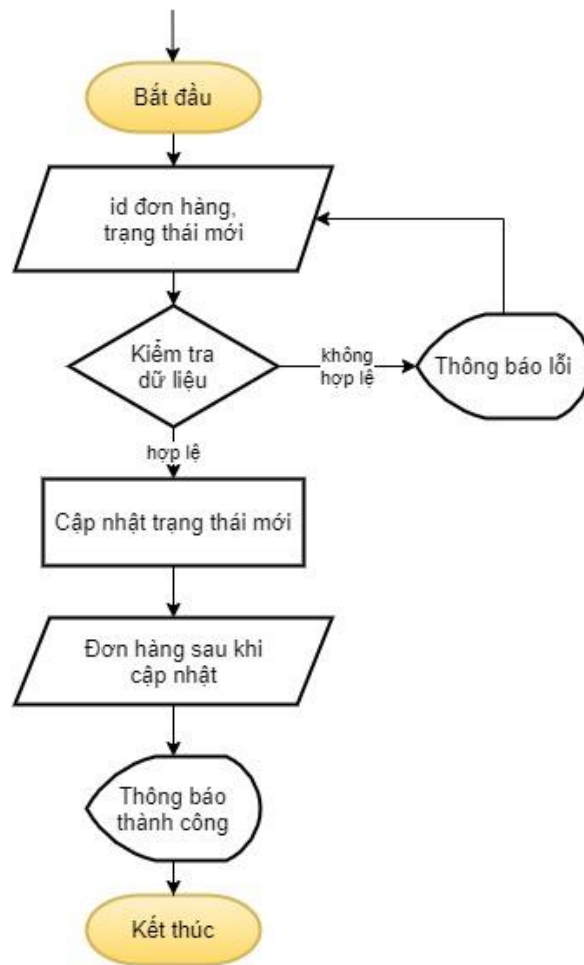 Bắt đầu
id đơn hàng,
trạng thái mới
Kiểm tra
dữ liệu
không
hợp lệ
Thông báo lỗi
hợp lệ
Cập nhật trạng thái mới
Đơn hàng sau khi
cập nhật
Thông báo
thành công
Kết thúc